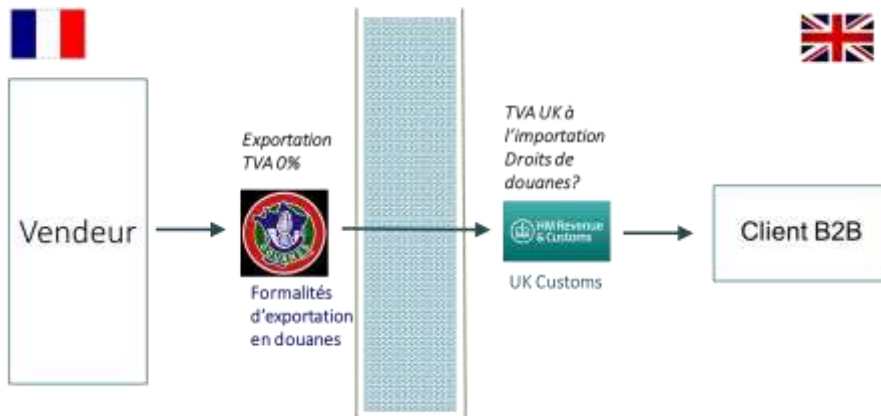 Vendeur
Exportation
TVA 0%
DOUANES
Formalités
d'exportation
en douanes
TVA UK à
l'importation
Droits de
douanes?
HM Revenue
& Customs
UK Customs
Client B2B